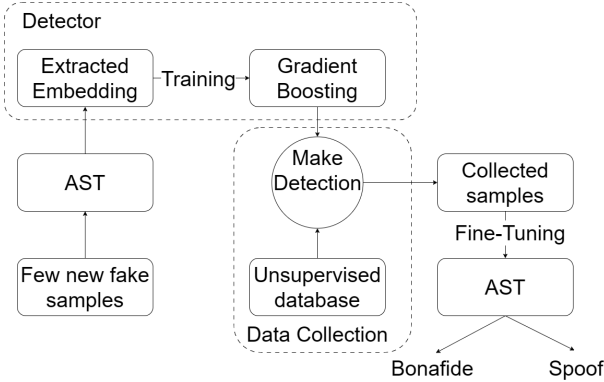 Detector
Extracted
Embedding
Training
Gradient
Boosting
AST
Few new fake
samples
Make
Detection
Unsupervised
database
Data Collection
Collected
samples
Fine-Tuning
AST
Bonafide
Spoof